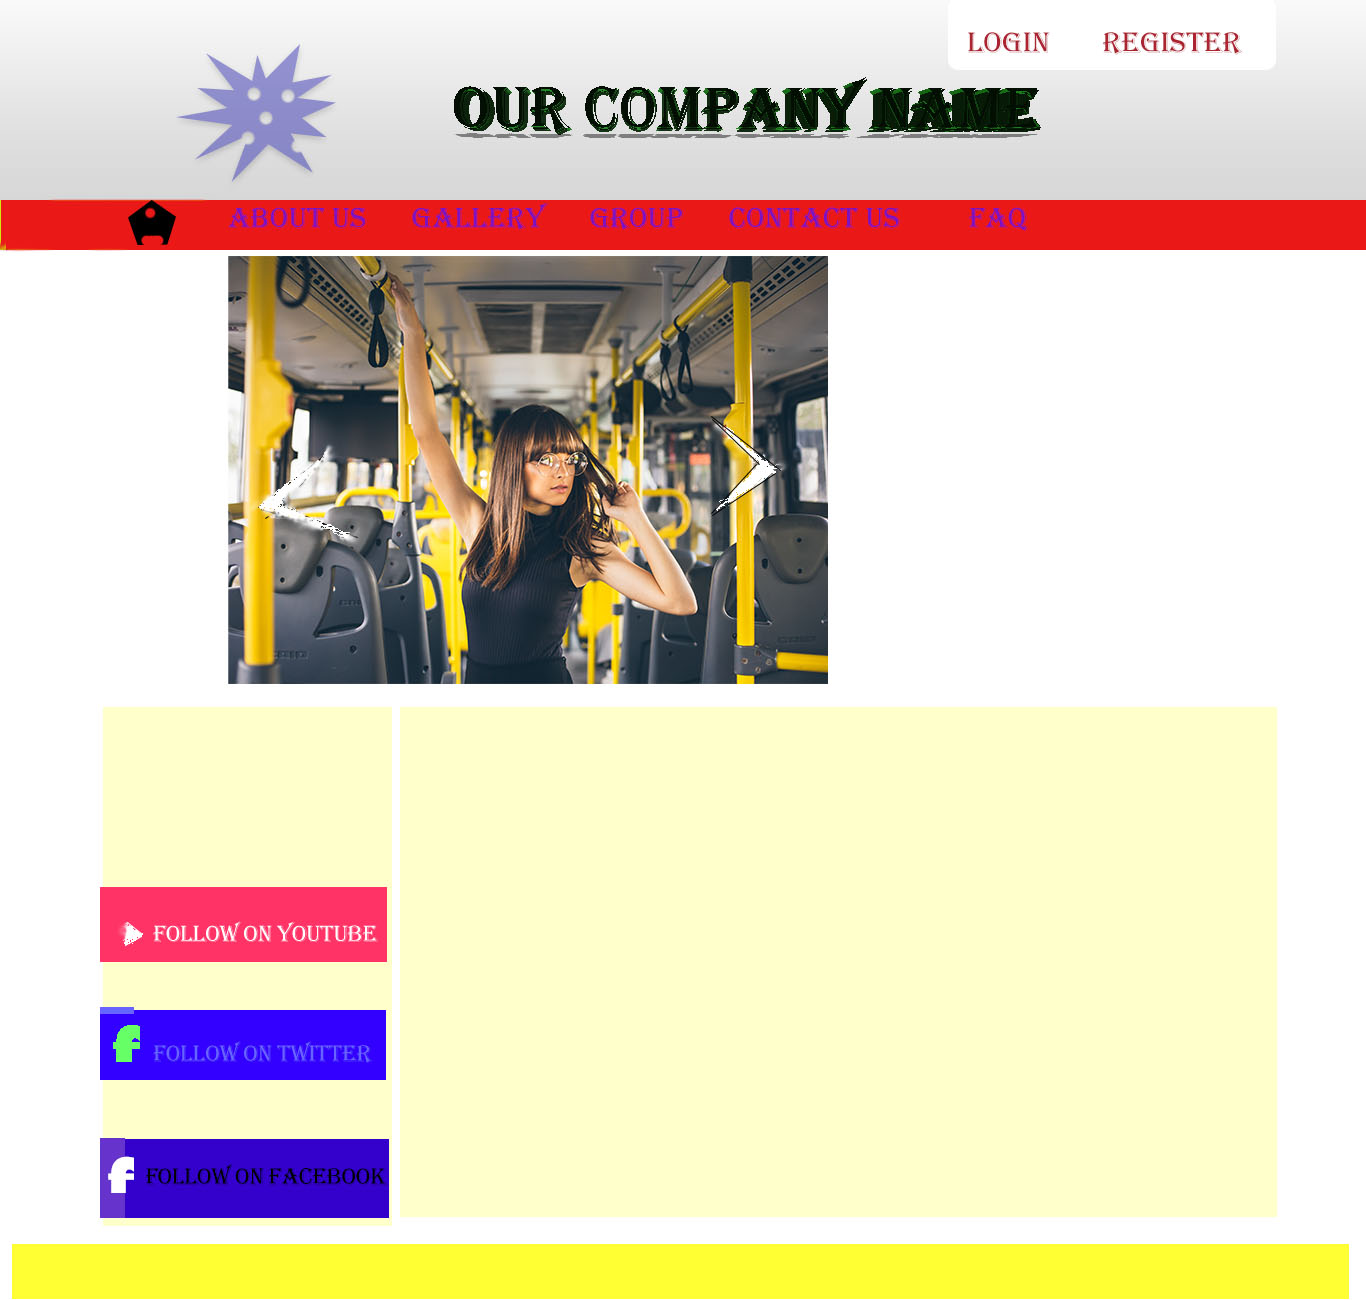 LOGIN REGISTER
OUR COMPANY NAME
ABOUT US GALLERY GROUP CONTACT US FAQ
FOLLOW ON YOUTUBE
f FOLLOW ON TWITTER
f FOLLOW ON FACEBOOK